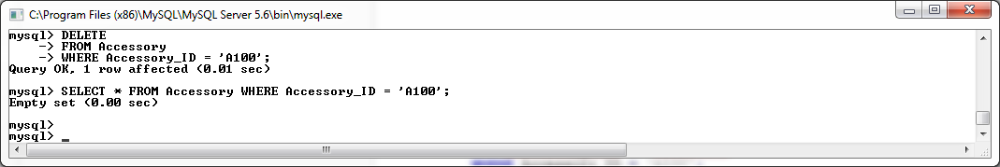 C:\Program Files (x86)\MySQL\MySQL Server 5.6\bin\mysql.exe
mysql> DELETE
    -> FROM Accessory
    -> WHERE Accessory_ID = 'A100';
Query OK, 1 row affected (0.01 sec)
mysql> SELECT * FROM Accessory WHERE Accessory_ID = 'A100';
Empty set (0.00 sec)
mysql>
mysql> _